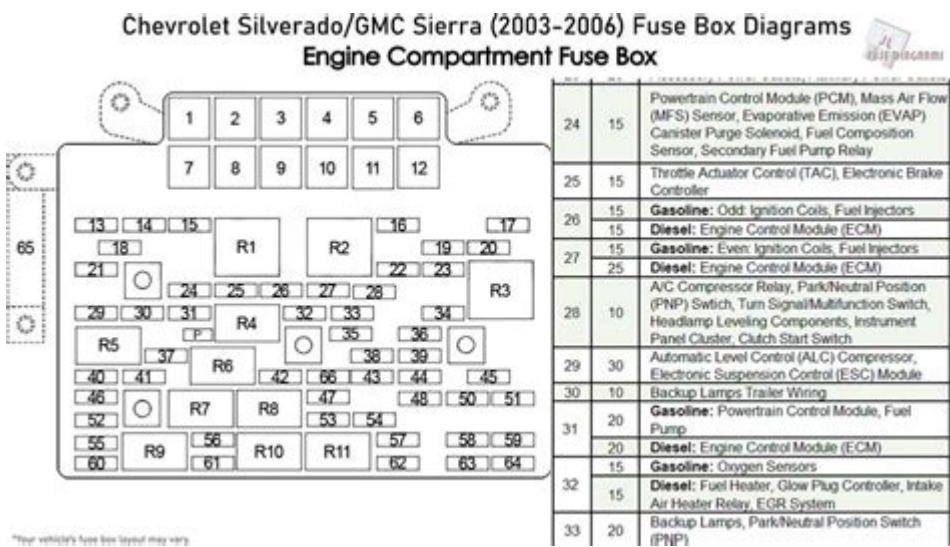 Chevrolet Silverado/GMC Sierra (2003-2006) Fuse Box Diagrams
Engine Compartment Fuse Box
1 2 3 4 5 6
7 8 9 10 11 12
13 14 15 16 17
R1 R2
18 19 20
65
21 22 23
R3
24 25 26 27 28
29 30 31 32 33 34
R4
P 35 36
R5
37 38 39
R6
40 41 42 66 43 44 45
46 47 48 50 51
R7 R8
52 53 54
55 56 57 58 59
R9 R10 R11
60 61 62 63 64
*Your vehicle's fuse box layout may vary.
24 15
Powertrain Control Module (PCM), Mass Air Flow
(MFS) Sensor, Evaporative Emission (EVAP)
Canister Purge Solenoid, Fuel Composition
Sensor, Secondary Fuel Pump Relay
25 15
Throttle Actuator Control (TAC), Electronic Brake
Controller
26
15 Gasoline: Odd: Ignition Coils, Fuel Injectors
15 Diesel: Engine Control Module (ECM)
27
15 Gasoline: Even: Ignition Coils, Fuel Injectors
25 Diesel: Engine Control Module (ECM)
28 10
A/C Compressor Relay, Park/Neutral Position
(PNP) Swtich, Turn Signal/Multifunction Switch,
Headlamp Leveling Components, Instrument
Panel Cluster, Clutch Start Switch
29 30
Automatic Level Control (ALC) Compressor,
Electronic Suspension Control (ESC) Module
30 10 Backup Lamps Trailer Wiring
31
20
Gasoline: Powertrain Control Module, Fuel
Pump
20 Diesel: Engine Control Module (ECM)
32
15 Gasoline: Oxygen Sensors
15
Diesel: Fuel Heater, Glow Plug Controller, Intake
Air Heater Relay, EGR System
33 20
Backup Lamps, Park/Neutral Position Switch
(PNP)